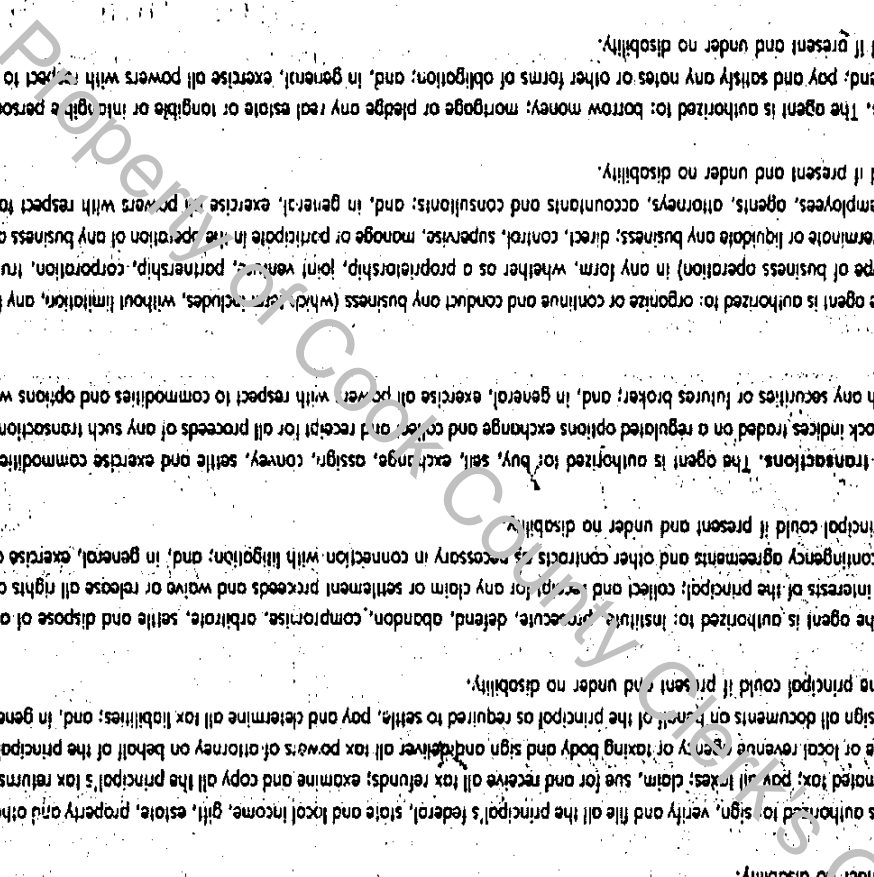 under no disability.
s authorized to: sign, verify and file all the principal's federal, state and local income, gift, estate, property and oth
mated tax; pay all taxes; claim, sue for and receive all tax refunds; examine and copy all the principal's tax returns
e or local revenue agency or taxing body and sign and deliver all tax powers of attorney on behalf of the principal
sign all documents on behalf of the principal as required to settle, pay and determine all tax liabilities; and, in gene
he principal could if present and under no disability.
he agent is authorized to: institute, prosecute, defend, abandon, compromise, arbitrate, settle and dispose of a
interests of the principal; collect and receipt for any claim or settlement proceeds and waive or release all rights o
contingency agreements and other contracts as necessary in connection with litigation; and, in general, exercise
incipal could if present and under no disability.
transactions. The agent is authorized to: buy, sell, exchange, assign, convey, settle and exercise commoditie
ock indices traded on a regulated options exchange and collect and receipt for all proceeds of any such transaction
h any securities or futures broker; and, in general, exercise all powers with respect to commodities and options w
e agent is authorized to: organize or continue and conduct any business (which term includes, without limitation, any
pe of business operation) in any form, whether as a proprietorship, joint venture, partnership, corporation, tru
erminate or liquidate any business; direct, control, supervise, manage or participate in the operation of any business
mployees, agents, attorneys, accountants and consultants; and, in general, exercise all powers with respect to
d if present and under no disability.
s. The agent is authorized to: borrow money; mortgage or pledge any real estate or tangible or intangible perso
end; pay and satisfy any notes or other forms of obligation; and, in general, exercise all powers with respect to
d if present and under no disability.
Property of Cook County Clerk's O